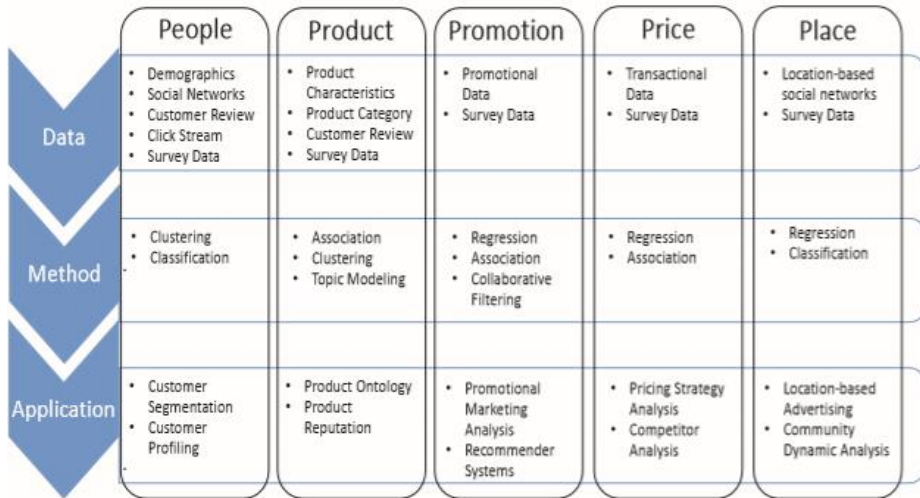 People
Product
Promotion
Price
Place
Data
• Demographics
• Social Networks
• Customer Review
• Click Stream
• Survey Data
• Product
Characteristics
• Product Category
• Customer Review
• Survey Data
• Promotional
Data
• Survey Data
• Transactional
Data
• Survey Data
• Location-based
social networks
• Survey Data
Method
• Clustering
• Classification
• Association
• Clustering
• Topic Modeling
• Regression
• Association
• Collaborative
Filtering
• Regression
• Association
• Regression
• Classification
Application
• Customer
Segmentation
• Customer
Profiling
• Product Ontology
• Product
Reputation
• Promotional
Marketing
Analysis
• Recommender
Systems
• Pricing Strategy
Analysis
• Competitor
Analysis
• Location-based
Advertising
• Community
Dynamic Analysis